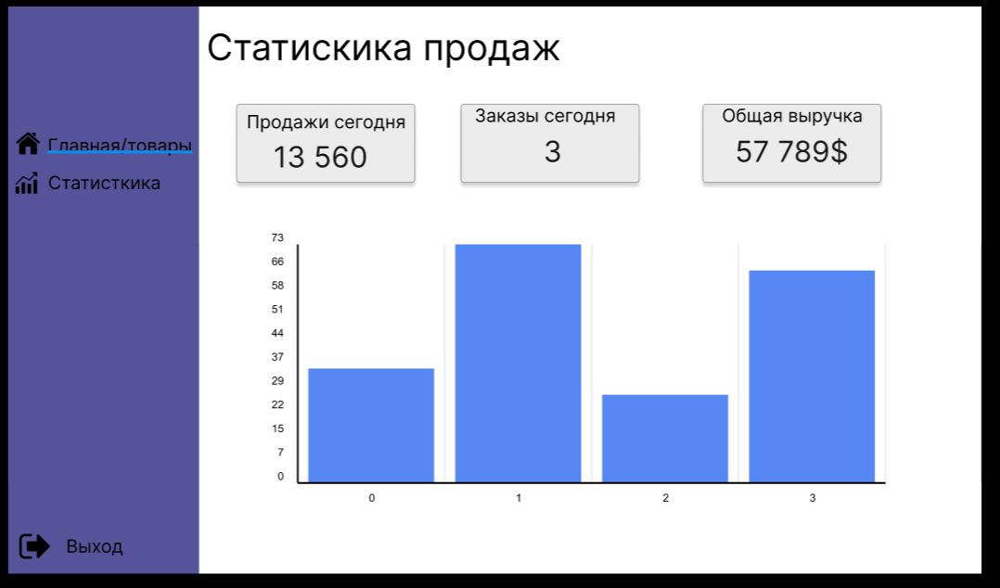 Статискика продаж
Главная/товары
Статисткика
Выход
Продажи сегодня
13 560
Заказы сегодня
3
Общая выручка
57 789$
73
66
58
51
44
37
29
22
15
7
0
0 1 2 3